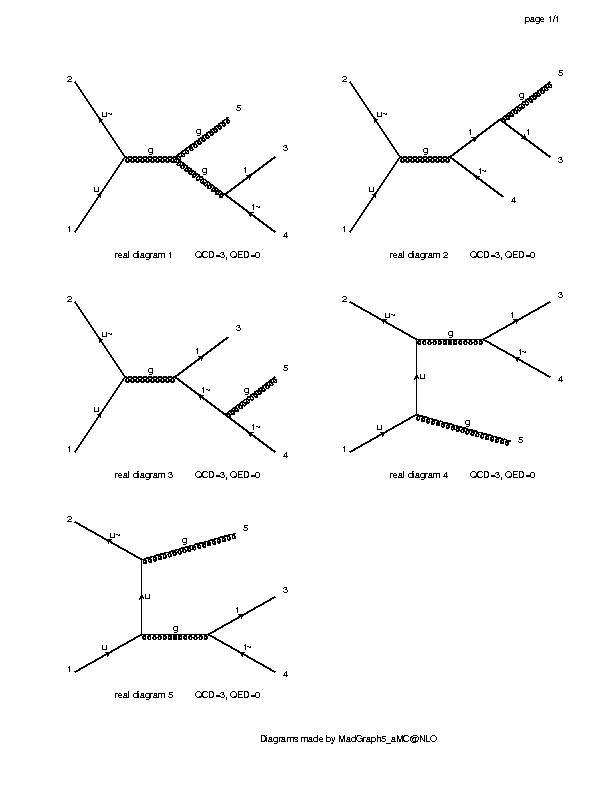 page 1/1
2
u~
g
u
1
g
5
g
t
3
t~
4
real diagram 1 QCD=3, QED=0
2
u~
g
u
1
g
5
t
t
3
t~
4
real diagram 2 QCD=3, QED=0
2
u~
g
u
1
t
3
g
5
t~
t~
4
real diagram 3 QCD=3, QED=0
2
u~
g
t
3
t~
4
u
u
1
g
5
real diagram 4 QCD=3, QED=0
2
u~
g
5
u
u
1
g
t
3
t~
4
real diagram 5 QCD=3, QED=0
Diagrams made by MadGraph5_aMC@NLO